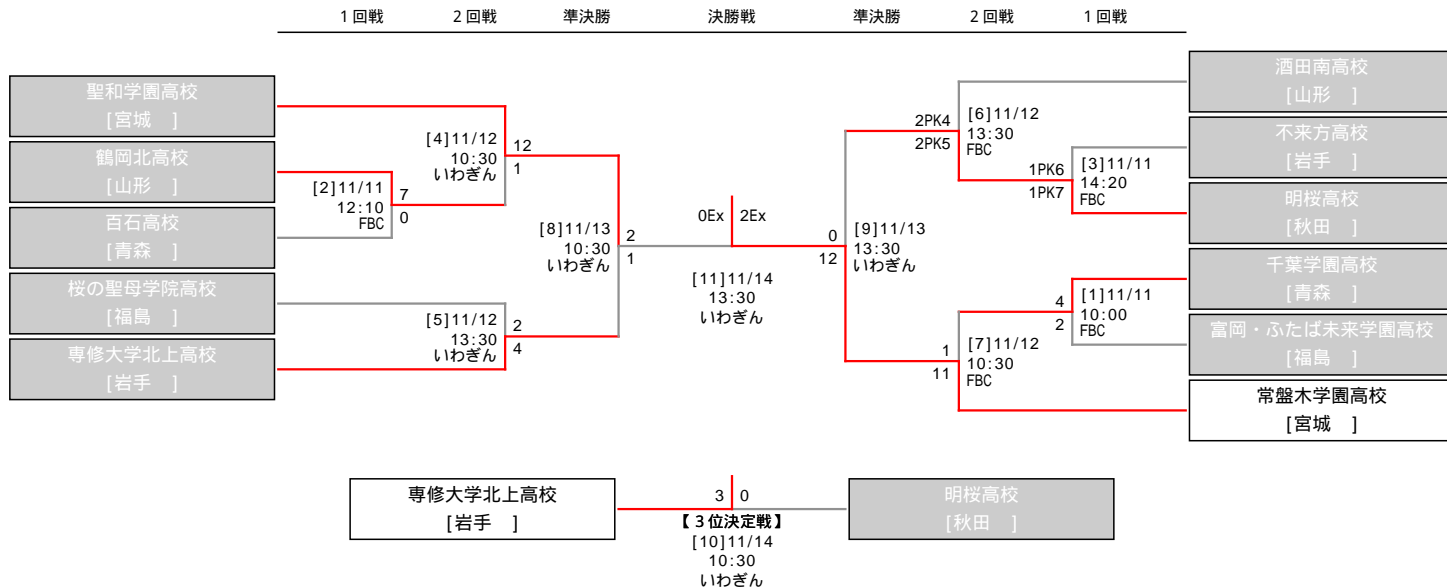 1回戦 2回戦 準決勝 決勝戦 準決勝 2回戦 1回戦
聖和学園高校
[宮城 ]
鶴岡北高校
[山形 ]
百石高校
[青森 ]
桜の聖母学院高校
[福島 ]
専修大学北上高校
[岩手 ]
[2]11/11
12:10
FBC
7
0
[4]11/12
10:30
いわぎん
12
1
[5]11/12
13:30
いわぎん
2
4
[8]11/13
10:30
いわぎん
2
1
0Ex 2Ex
[11]11/14
13:30
いわぎん
0
12
[9]11/13
13:30
いわぎん
2PK4
2PK5
[6]11/12
13:30
FBC
1
11
[7]11/12
10:30
FBC
1PK6
1PK7
[3]11/11
14:20
FBC
4
2
[1]11/11
10:00
FBC
酒田南高校
[山形 ]
不来方高校
[岩手 ]
明桜高校
[秋田 ]
千葉学園高校
[青森 ]
富岡・ふたば未来学園高校
[福島 ]
常盤木学園高校
[宮城 ]
専修大学北上高校
[岩手 ]
3 0
【3位決定戦】
[10]11/14
10:30
いわぎん
明桜高校
[秋田 ]